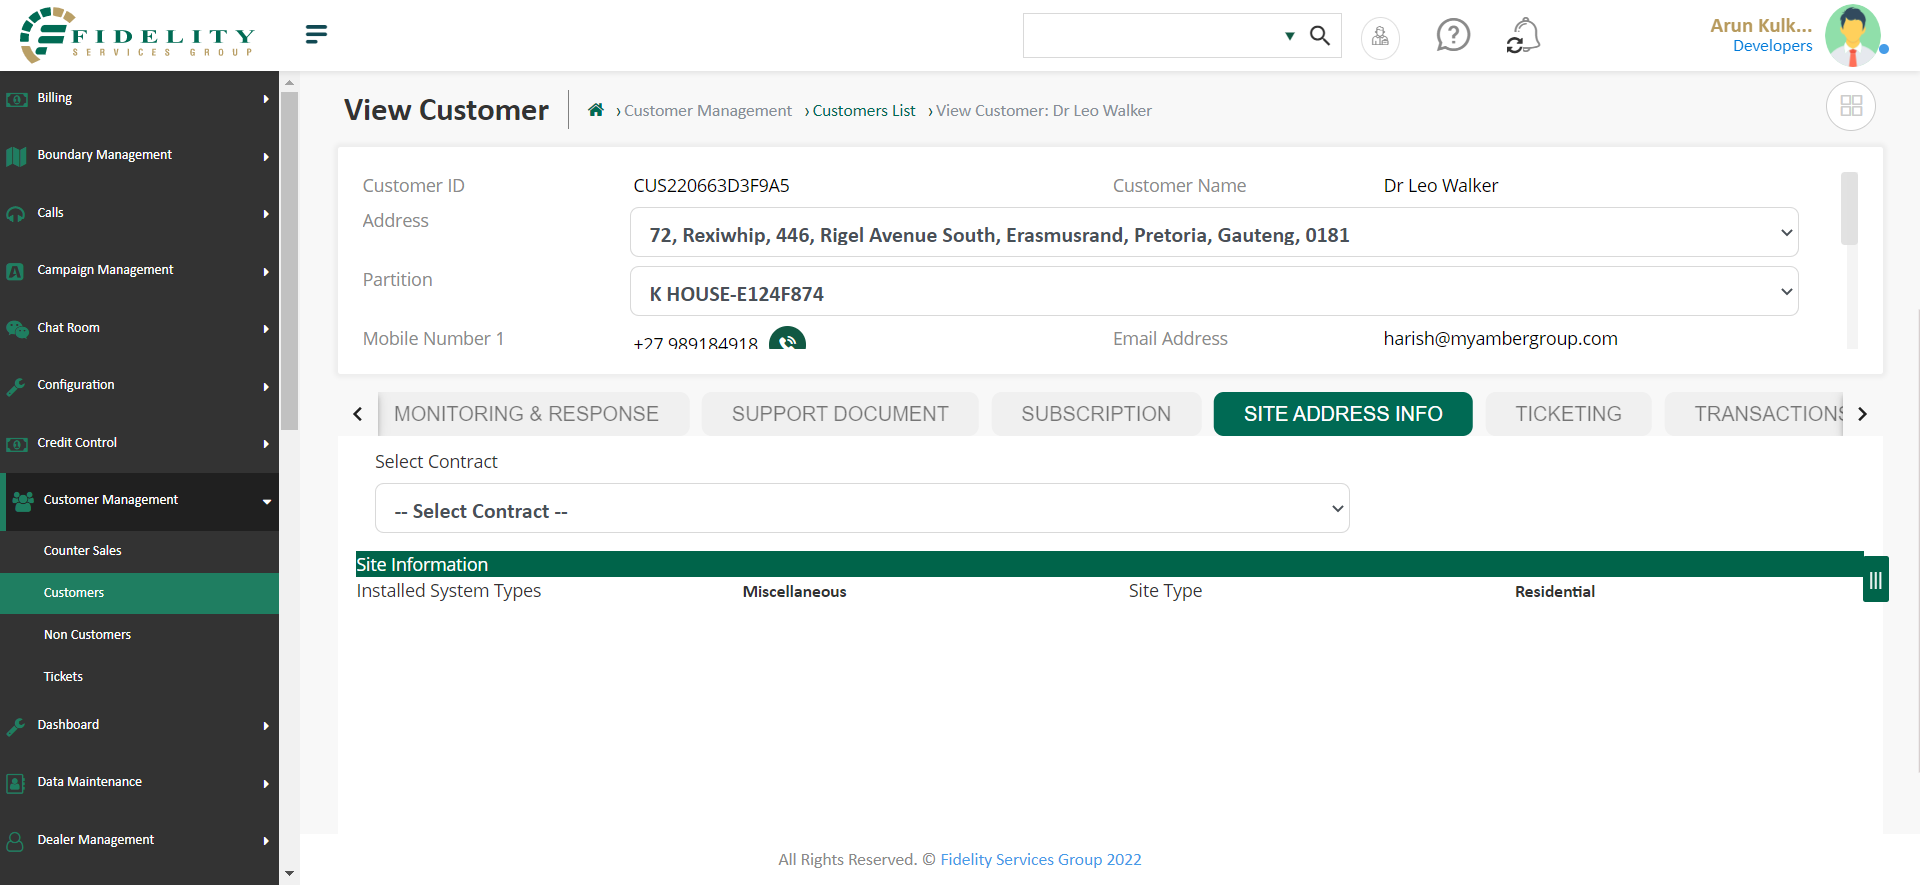 FIDELITY
SERVICES GROUP
Arun Kulk...
Developers
Billing
Boundary Management
Calls
Campaign Management
Chat Room
Configuration
Credit Control
Customer Management
Counter Sales
Customers
Non Customers
Tickets
Dashboard
Data Maintenance
Dealer Management
View Customer
› Customer Management › Customers List › View Customer: Dr Leo Walker
Customer ID CUS220663D3F9A5 Customer Name Dr Leo Walker
Address 72, Rexiwhip, 446, Rigel Avenue South, Erasmusrand, Pretoria, Gauteng, 0181
Partition K HOUSE-E124F874
Mobile Number 1 +27 989184918 Email Address harish@myambergroup.com
MONITORING & RESPONSE SUPPORT DOCUMENT SUBSCRIPTION SITE ADDRESS INFO TICKETING TRANSACTIONS
Select Contract
-- Select Contract --
Site Information
Installed System Types Miscellaneous Site Type Residential
All Rights Reserved. © Fidelity Services Group 2022